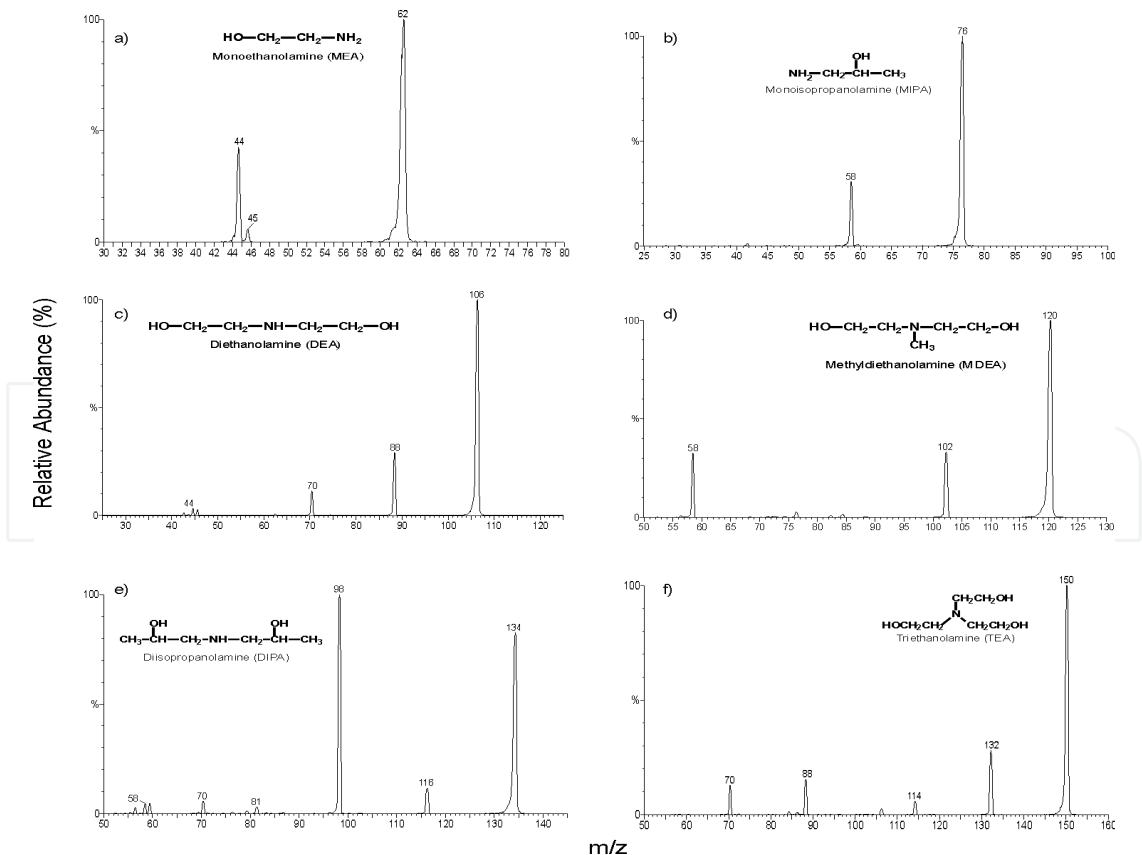 a)
HO—CH2—CH2—NH2
Monoethanolamine (MEA)
100
%
0
62
44
45
30 32 34 36 38 40 42 44 46 48 50 52 54 56 58 60 62 64 66 68 70 72 74 76 78 80
b)
OH
NH2—CH2—CH—CH3
Monoisopropanolamine (MIPA)
100
%
0
76
58
25 30 35 40 45 50 55 60 65 70 75 80 85 90 95 100
Relative Abundance (%)
c)
HO—CH2—CH2—NH—CH2—CH2—OH
Diethanolamine (DEA)
100
%
0
106
88
70
44
30 40 50 60 70 80 90 100 110 120
d)
HO—CH2—CH2—N—CH2—CH2—OH
CH3
Methyldiethanolamine (MDEA)
100
%
0
120
102
58
50 55 60 65 70 75 80 85 90 95 100 105 110 115 120 125 130
e)
OH OH
CH3—CH—CH2—NH—CH2—CH—CH3
Diisopropanolamine (DIPA)
100
%
0
98
134
116
81
70
58
50 60 70 80 90 100 110 120 130 140
f)
CH2CH2OH
N
HOCH2CH2 CH2CH2OH
Triethanolamine (TEA)
100
%
0
150
132
114
88
70
50 60 70 80 90 100 110 120 130 140 150 160
m/z